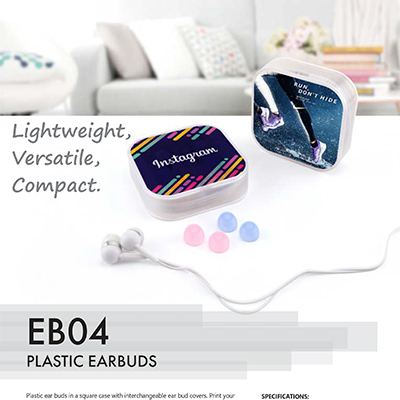 Lightweight,
Versatile,
Compact.
Instagram
RUN
DON'T HIDE
EB04
PLASTIC EARBUDS
Plastic ear buds in a square case with interchangeable ear bud covers. Print your
SPECIFICATIONS: